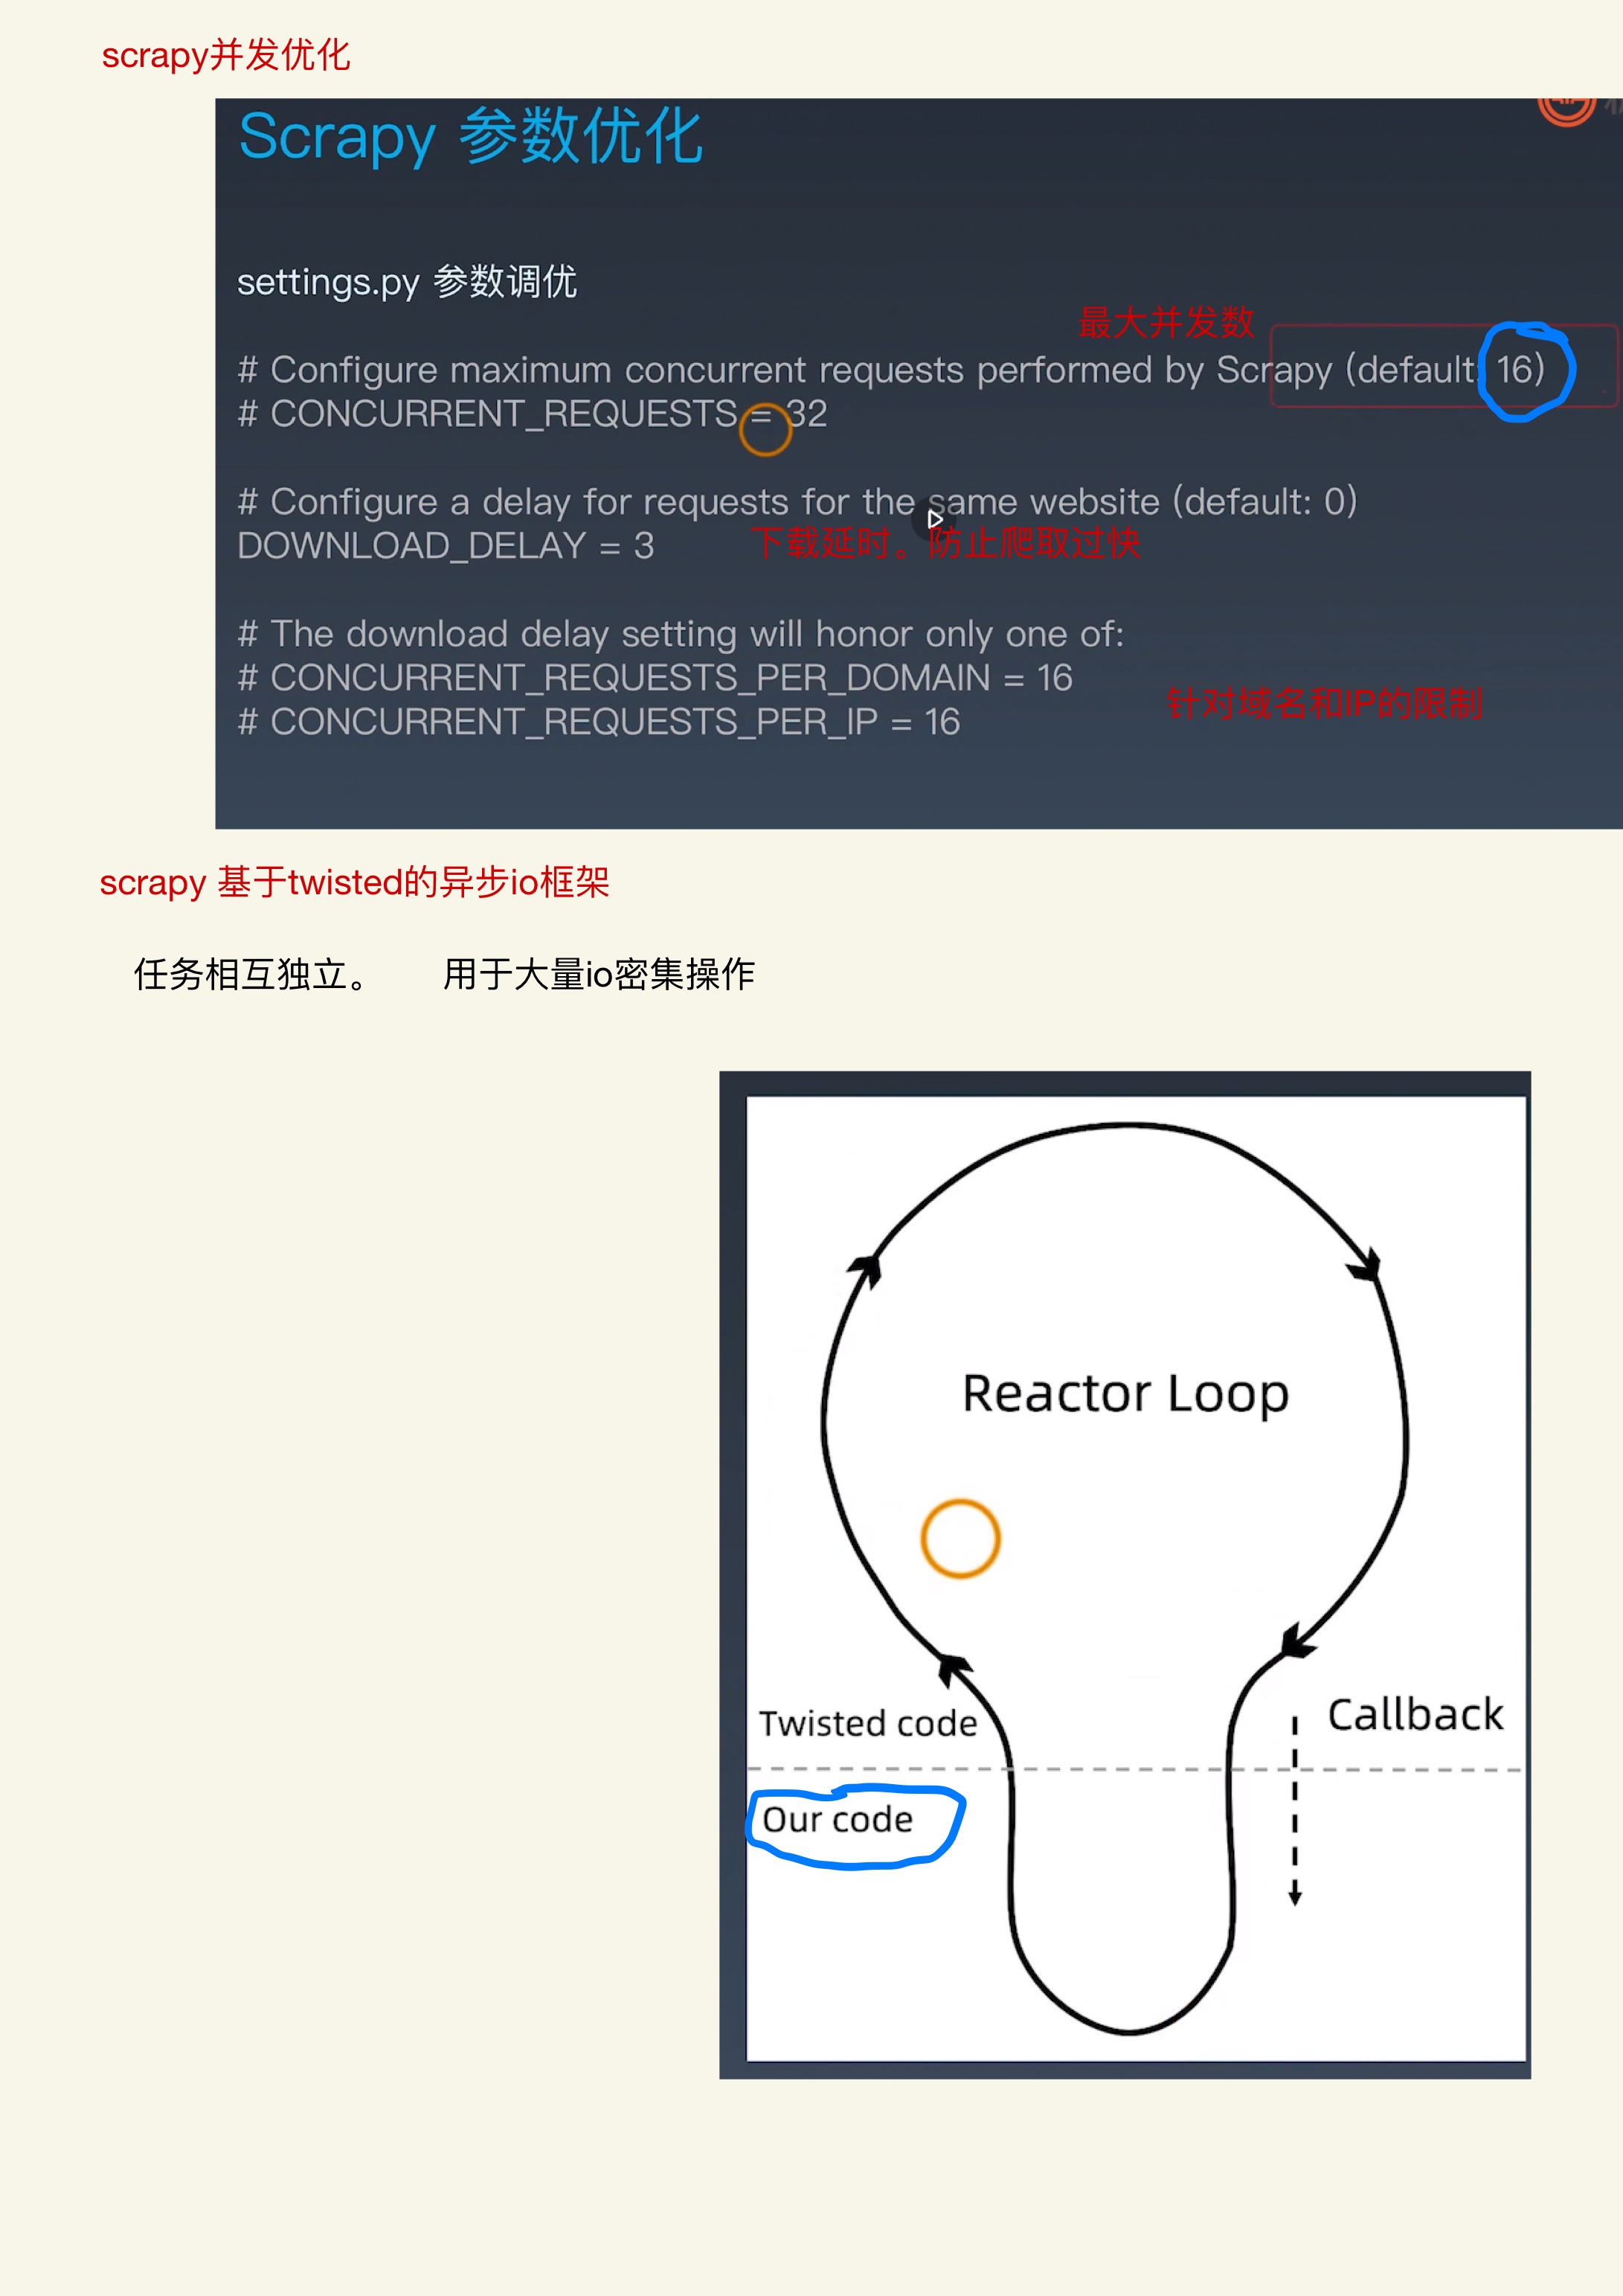 scrapy并发优化
Scrapy 参数优化
settings.py 参数调优
最大并发数
# Configure maximum concurrent requests performed by Scrapy (default: 16)
# CONCURRENT_REQUESTS = 32
# Configure a delay for requests for the same website (default: 0)
DOWNLOAD_DELAY = 3
下载延时。防止爬取过快
# The download delay setting will honor only one of:
# CONCURRENT_REQUESTS_PER_DOMAIN = 16
针对域名和IP的限制
# CONCURRENT_REQUESTS_PER_IP = 16
scrapy 基于twisted的异步io框架
任务相互独立。 用于大量io密集操作
Reactor Loop
Callback
Twisted code
Our code